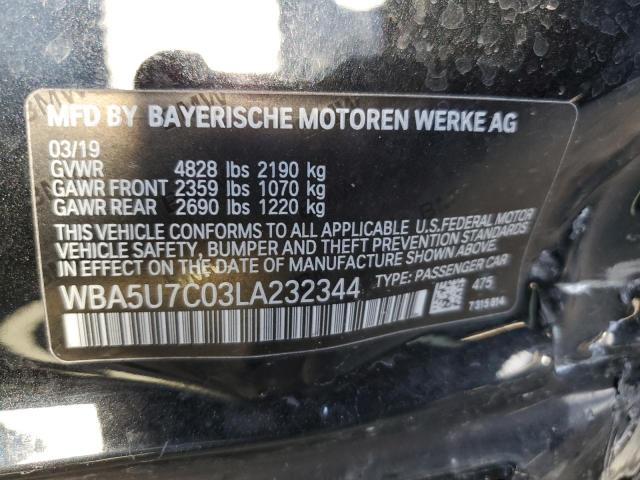 MFD BY BAYERISCHE MOTOREN WERKE AG
03/19
GVWR 4828 lbs 2190 kg
GAWR FRONT 2359 lbs 1070 kg
GAWR REAR 2690 lbs 1220 kg
THIS VEHICLE CONFORMS TO ALL APPLICABLE U.S.FEDERAL MOTOR
VEHICLE SAFETY, BUMPER AND THEFT PREVENTION STANDARDS
IN EFFECT ON THE DATE OF MANUFACTURE SHOWN ABOVE.
WBA5U7C03LA232344 TYPE: PASSENGER CAR
475
7315814